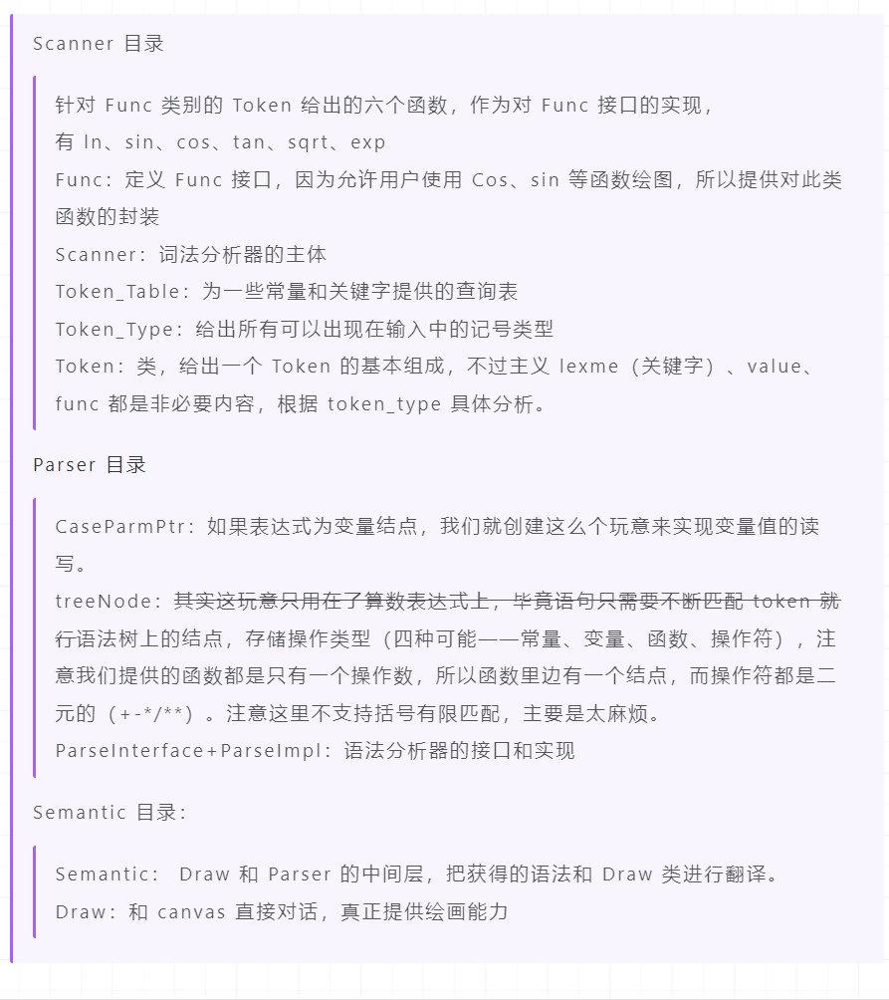 Scanner 目录
针对 Func 类别的 Token 给出的六个函数，作为对 Func 接口的实现，
有 ln、sin、cos、tan、sqrt、exp
Func：定义 Func 接口，因为允许用户使用 Cos、sin 等函数绘图，所以提供对此类
函数的封装
Scanner：词法分析器的主体
Token_Table：为一些常量和关键字提供的查询表
Token_Type：给出所有可以出现在输入中的记号类型
Token：类，给出一个 Token 的基本组成，不过主义 lexme（关键字）、value、
func 都是非必要内容，根据 token_type 具体分析。
Parser 目录
CaseParmPtr：如果表达式为变量结点，我们就创建这么个玩意来实现变量值的读
写。
treeNode：其实这玩意只用在了算数表达式上，毕竟语句只需要不断匹配 token 就
行语法树上的结点，存储操作类型（四种可能——常量、变量、函数、操作符），注
意我们提供的函数都是只有一个操作数，所以函数里边有一个结点，而操作符都是二
元的（+-*/**）。注意这里不支持括号有限匹配，主要是太麻烦。
ParseInterface+ParseImpl：语法分析器的接口和实现
Semantic 目录：
Semantic： Draw 和 Parser 的中间层，把获得的语法和 Draw 类进行翻译。
Draw：和 canvas 直接对话，真正提供绘画能力